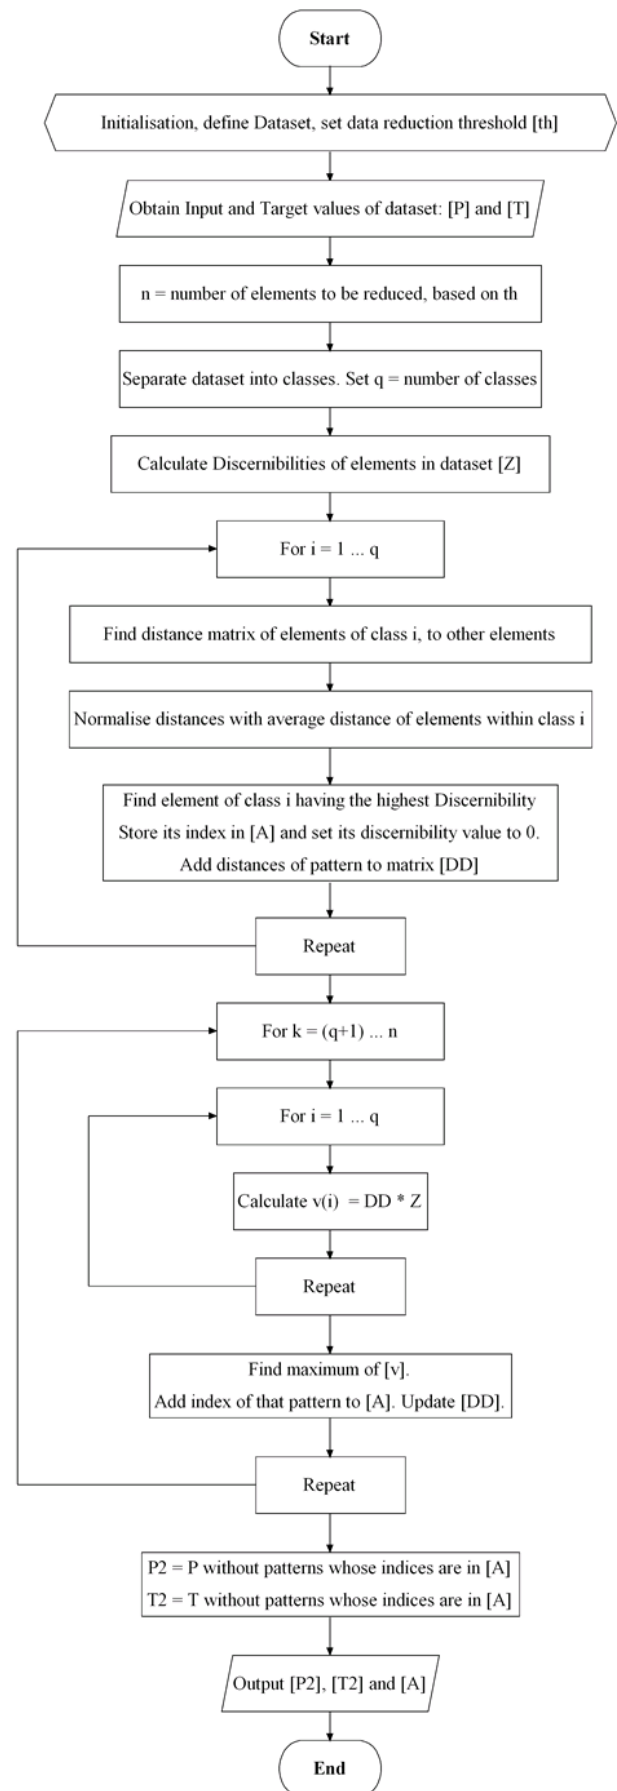 Start
Initialisation, define Dataset, set data reduction threshold [th]
Obtain Input and Target values of dataset: [P] and [T]
n = number of elements to be reduced, based on th
Separate dataset into classes. Set q = number of classes
Calculate Discernibilities of elements in dataset [Z]
For i = 1 ... q
Find distance matrix of elements of class i, to other elements
Normalise distances with average distance of elements within class i
Find element of class i having the highest Discernibility
Store its index in [A] and set its discernibility value to 0.
Add distances of pattern to matrix [DD]
Repeat
For k = (q+1) ... n
For i = 1 ... q
Calculate v(i)  = DD * Z
Repeat
Find maximum of [v].
Add index of that pattern to [A]. Update [DD].
Repeat
P2 = P without patterns whose indices are in [A]
T2 = T without patterns whose indices are in [A]
Output [P2], [T2] and [A]
End